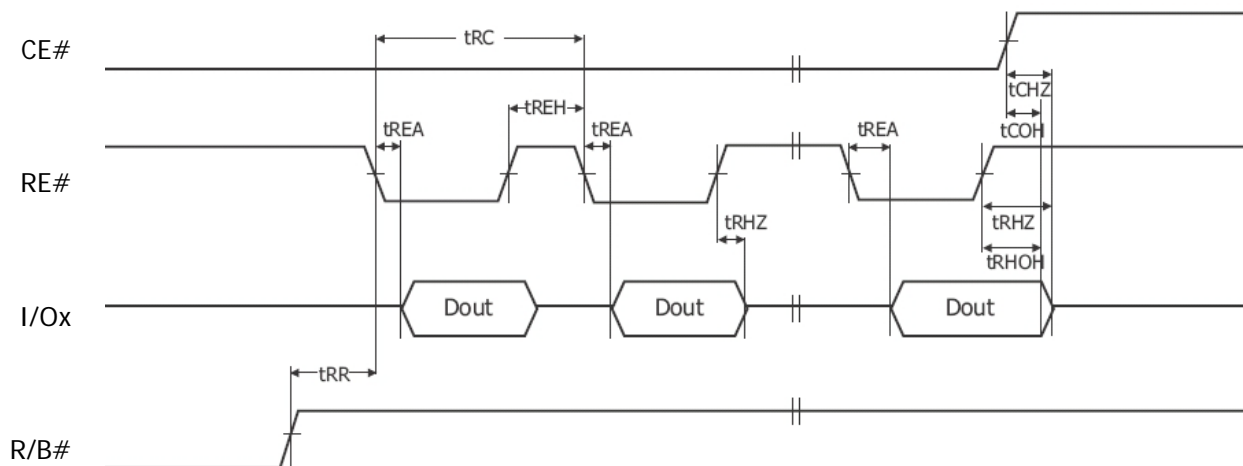 CE#
tRC
tCHZ
tREH
tCOH
tREA
tREA
tREA
RE#
tRHZ
tRHZ
tRHOH
I/Ox
Dout
Dout
Dout
tRR
R/B#